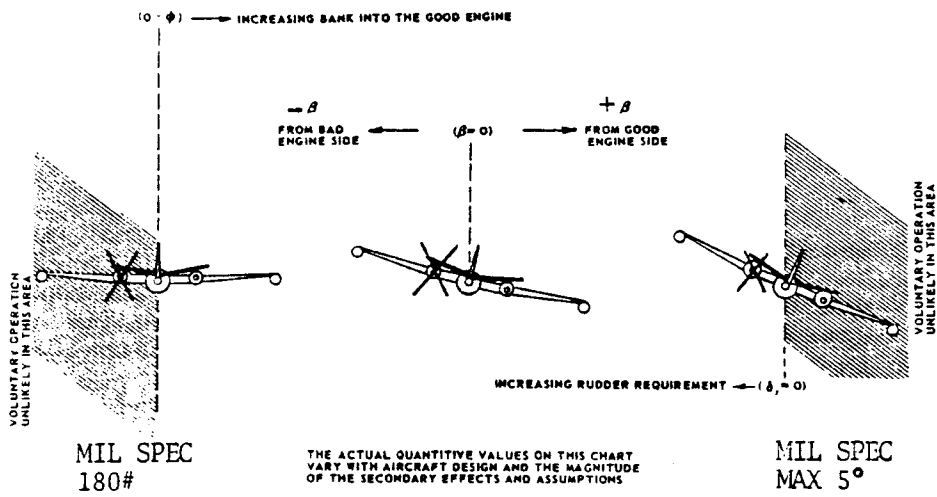 (0 - ϕ) → INCREASING BANK INTO THE GOOD ENGINE
- β
FROM BAD
ENGINE SIDE
(β = 0)
+ β
FROM GOOD
ENGINE SIDE
VOLUNTARY OPERATION
UNLIKELY IN THIS AREA
VOLUNTARY OPERATION
UNLIKELY IN THIS AREA
INCREASING RUDDER REQUIREMENT ← (δr = 0)
MIL SPEC
180#
THE ACTUAL QUANTITIVE VALUES ON THIS CHART
VARY WITH AIRCRAFT DESIGN AND THE MAGNITUDE
OF THE SECONDARY EFFECTS AND ASSUMPTIONS
MIL SPEC
MAX 5°